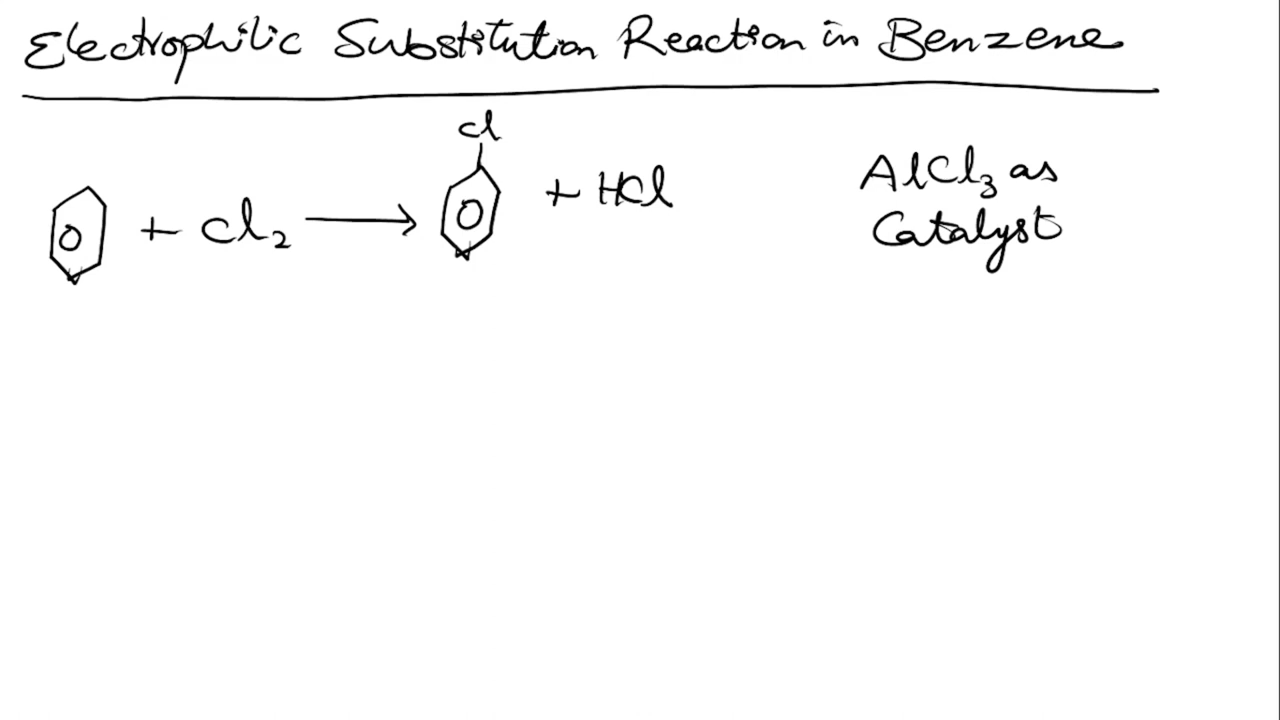 Electrophilic Substitution Reaction in Benzene
Cl
+ Cl₂ ⟶ + HCl
AlCl₃ as
Catalyst